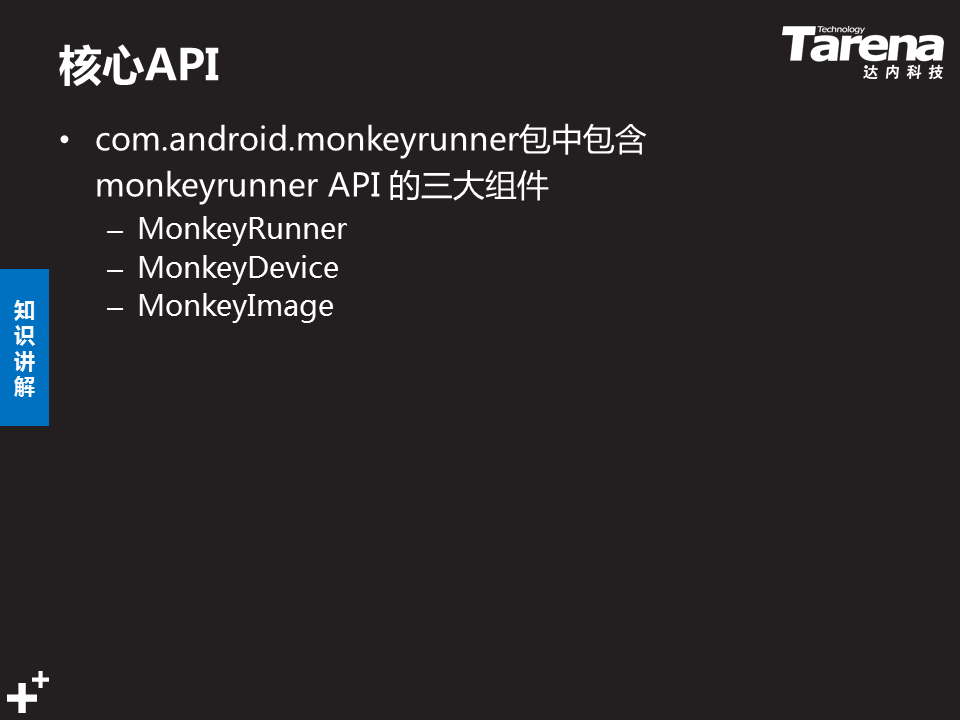 核心API
Technology
Tarena
达内科技
• com.android.monkeyrunner包中包含
monkeyrunner API 的三大组件
– MonkeyRunner
– MonkeyDevice
– MonkeyImage
知
识
讲
解